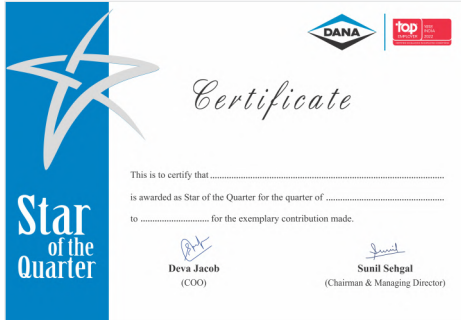 DANA
top
EMPLOYER
Certificate
This is to certify that ..........................................................................................
is awarded as Star of the Quarter for the quarter of ..............................................
to ............................ for the exemplary contribution made.
Star
of the
Quarter
Deva Jacob
(COO)
Sunil Sehgal
(Chairman & Managing Director)